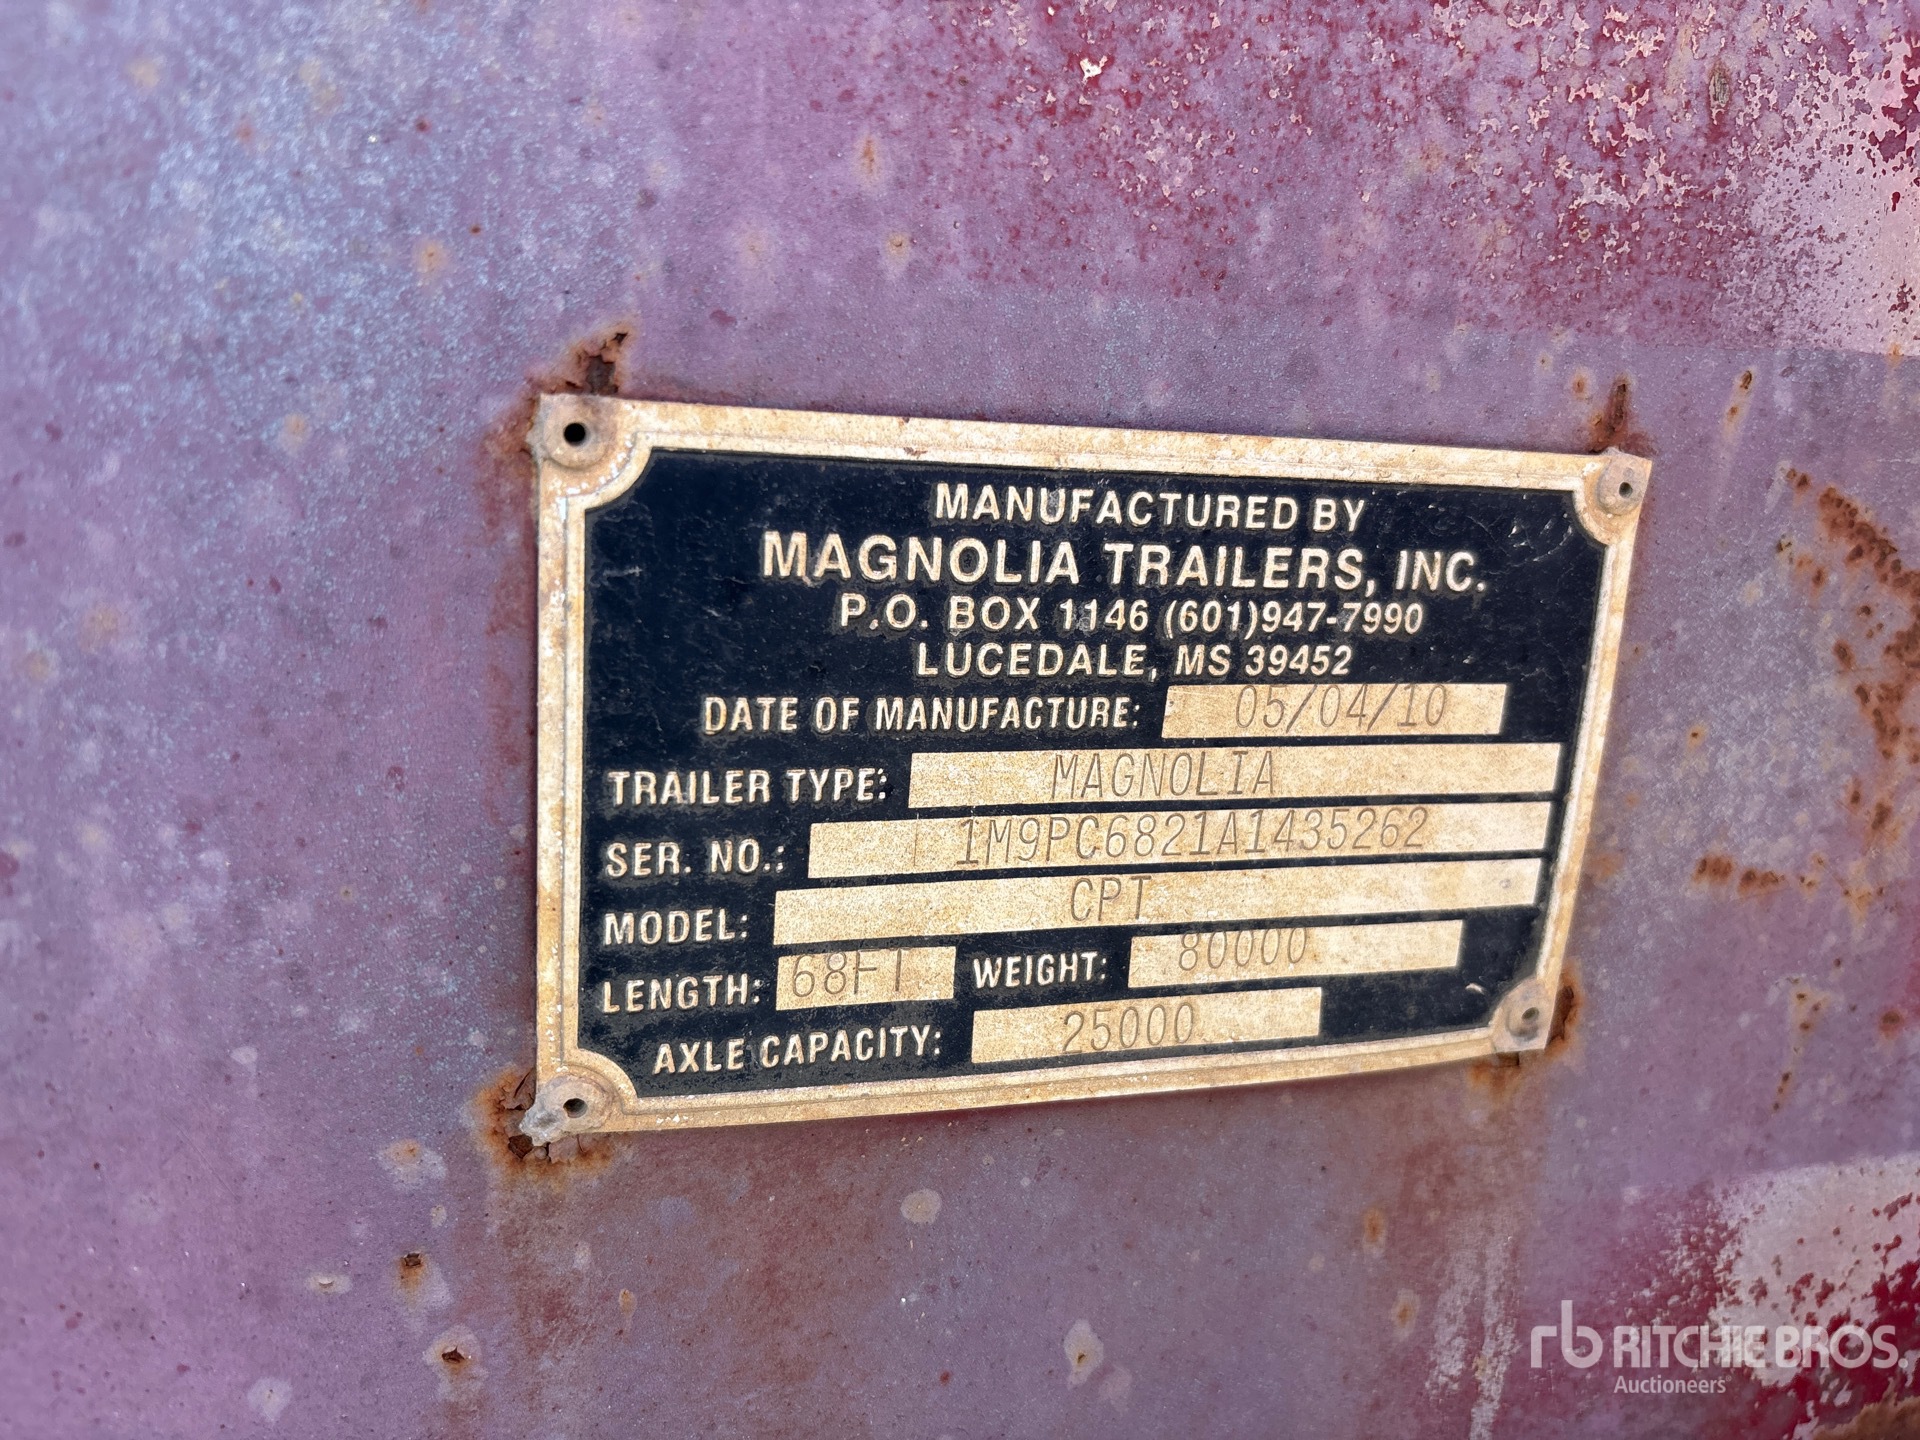 MANUFACTURED BY
MAGNOLIA TRAILERS, INC.
P.O. BOX 1146 (601)947-7990
LUCEDALE, MS 39452
DATE OF MANUFACTURE: 05/04/10
TRAILER TYPE: MAGNOLIA
SER. NO.: 1M9PC6821A1435262
MODEL: CPT
LENGTH: 68FT WEIGHT: 80000
AXLE CAPACITY: 25000
rb RITCHIE BROS.
Auctioneers